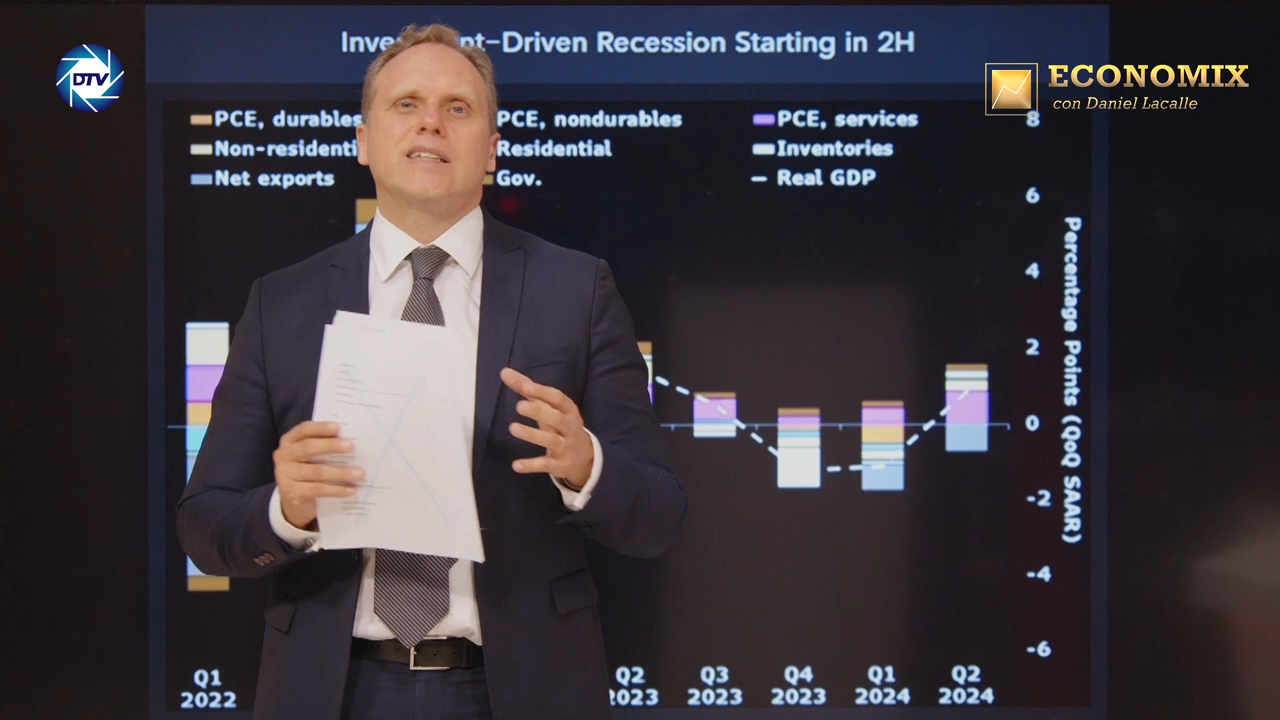 Inve nt-Driven Recession Starting in 2H
DTV
ECONOMIX
con Daniel Lacalle
PCE, durables PCE, nondurables PCE, services
Non-residenti Residential Inventories
Net exports Gov. Real GDP
8
6
4
2
0
-2
-4
-6
Percentage Points (QoQ SAAR)
Q1 Q2 Q3 Q4 Q1 Q2
2022 2023 2023 2023 2024 2024